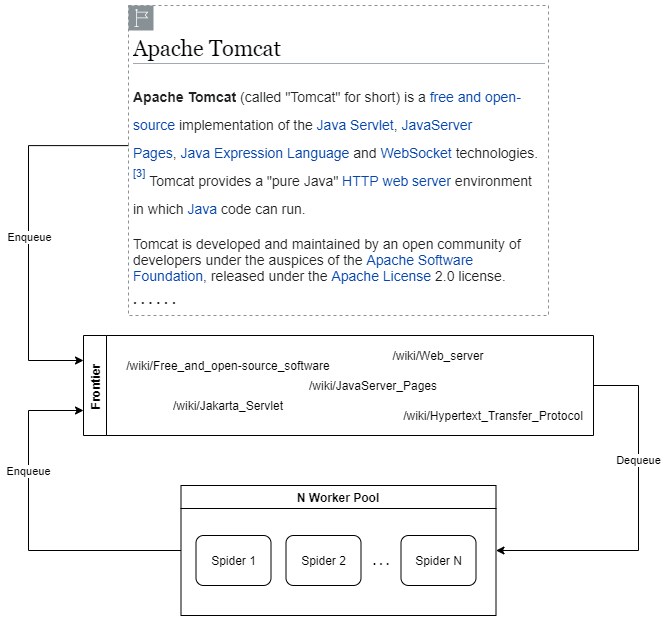 Apache Tomcat
Apache Tomcat (called "Tomcat" for short) is a free and open-
source implementation of the Java Servlet, JavaServer
Pages, Java Expression Language and WebSocket technologies.
[3] Tomcat provides a "pure Java" HTTP web server environment
in which Java code can run.
Tomcat is developed and maintained by an open community of
developers under the auspices of the Apache Software
Foundation, released under the Apache License 2.0 license.
. . . . . .
Enqueue
Frontier
/wiki/Web_server
/wiki/Free_and_open-source_software
/wiki/JavaServer_Pages
/wiki/Jakarta_Servlet
/wiki/Hypertext_Transfer_Protocol
Enqueue
Dequeue
N Worker Pool
Spider 1
Spider 2
. . .
Spider N